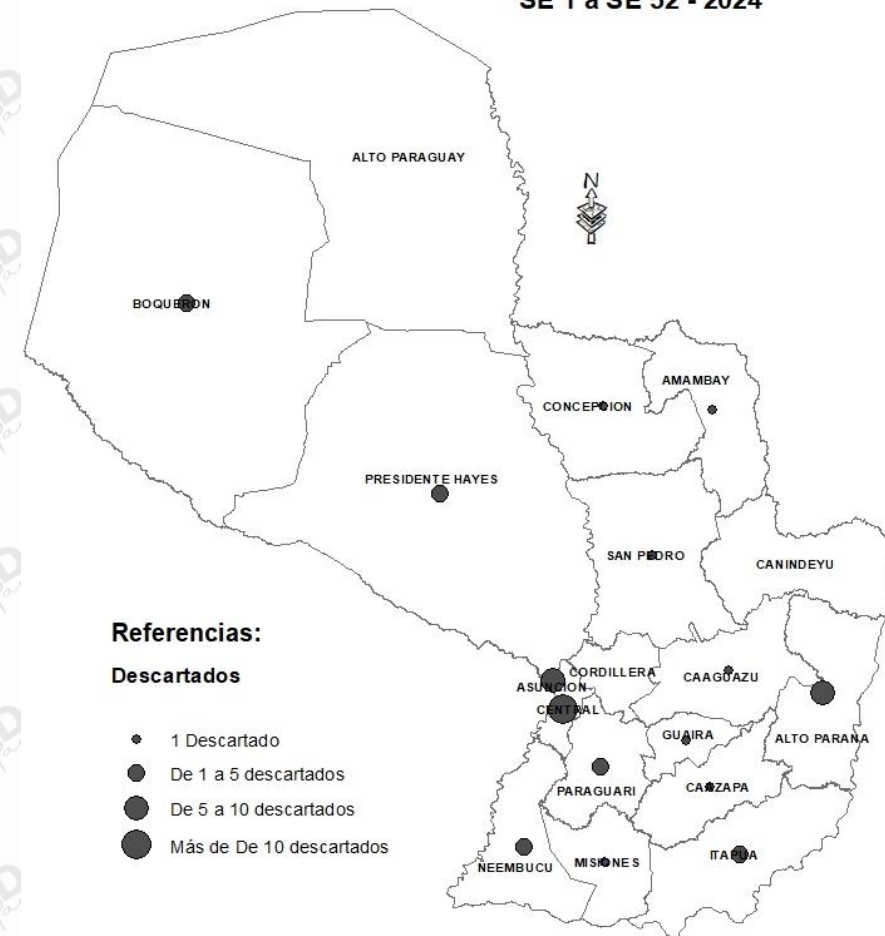 SE 1 a SE 52 - 2024
ALTO PARAGUAY
N
BOQUERON
AMAMBAY
CONCEPCION
PRESIDENTE HAYES
SAN PEDRO
CANINDEYU
Referencias:
Descartados
CORDILLERA
CAAGUAZU
ASUNCION
CENTRAL
GUAIRA
ALTO PARANA
1 Descartado
De 1 a 5 descartados
De 5 a 10 descartados
Más de De 10 descartados
PARAGUARI
CAAZAPA
ITAPUA
MISIONES
NEEMBUCU